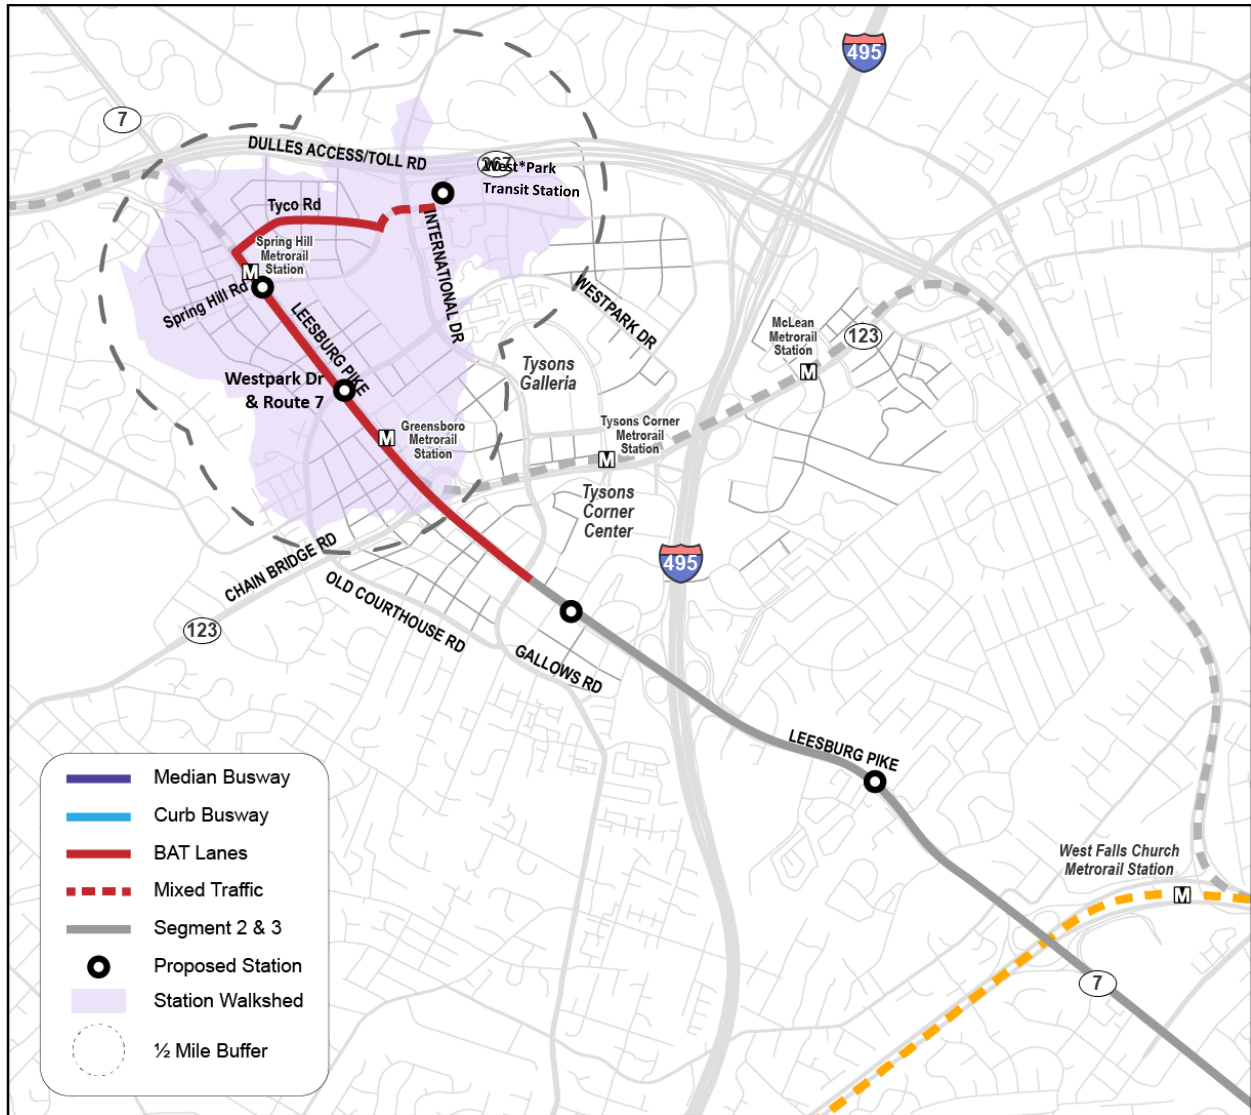 495
7
DULLES ACCESS/TOLL RD
267
West*Park
Transit Station
Tyco Rd
INTERNATIONAL DR
Spring Hill
Metrorail
Station
M
Spring Hill Rd
LEESBURG PIKE
WESTPARK DR
McLean
Metrorail
Station
123
M
Tysons
Galleria
Westpark Dr
& Route 7
Greensboro
Metrorail
Station
M
Tysons Corner
Metrorail
Station
M
Tysons
Corner
Center
495
CHAIN BRIDGE RD
OLD COURTHOUSE RD
123
GALLOWS RD
LEESBURG PIKE
West Falls Church
Metrorail Station
M
7
Median Busway
Curb Busway
BAT Lanes
Mixed Traffic
Segment 2 & 3
Proposed Station
Station Walkshed
½ Mile Buffer